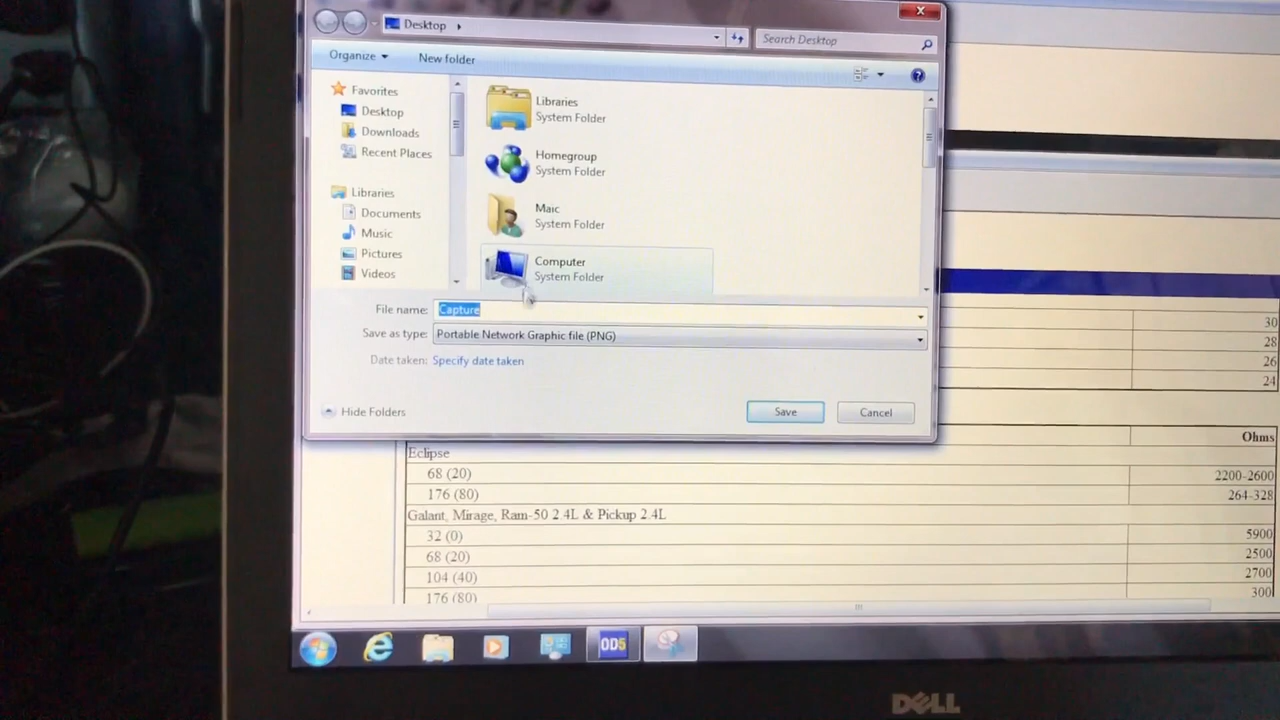 Desktop
Search Desktop
Organize
New folder
?
Favorites
Desktop
Downloads
Recent Places
Libraries
Documents
Music
Pictures
Videos
Libraries
System Folder
Homegroup
System Folder
Maic
System Folder
Computer
System Folder
File name: Capture
Save as type: Portable Network Graphic file (PNG)
Date taken: Specify date taken
Hide Folders
Save
Cancel
30
28
26
24
Ohms
Eclipse
68 (20) 2200-2600
176 (80) 264-328
Galant, Mirage, Ram-50 2.4L & Pickup 2.4L
32 (0) 5900
68 (20) 2500
104 (40) 2700
176 (80) 300
OD5
DELL